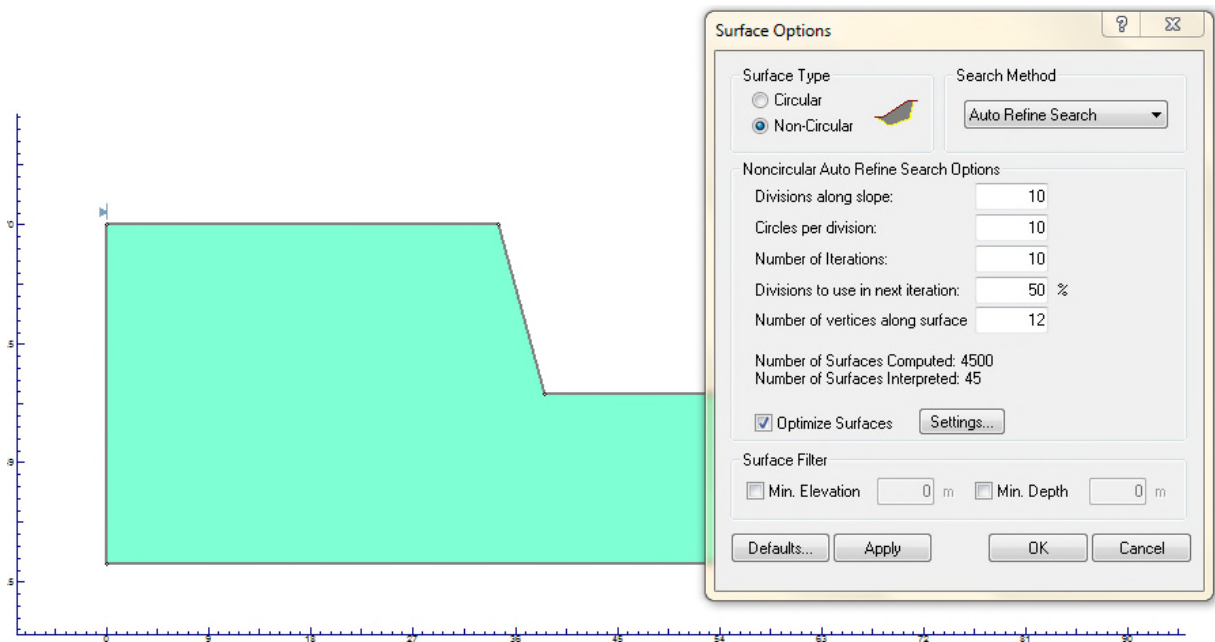 Surface Options
Surface Type
Circular
Non-Circular
Search Method
Auto Refine Search
Noncircular Auto Refine Search Options
Divisions along slope: 10
Circles per division: 10
Number of Iterations: 10
Divisions to use in next iteration: 50 %
Number of vertices along surface 12
Number of Surfaces Computed: 4500
Number of Surfaces Interpreted: 45
Optimize Surfaces Settings...
Surface Filter
Min. Elevation 0 m Min. Depth 0 m
Defaults... Apply OK Cancel
0 9 18 27 36 45 54 63 72 81 90